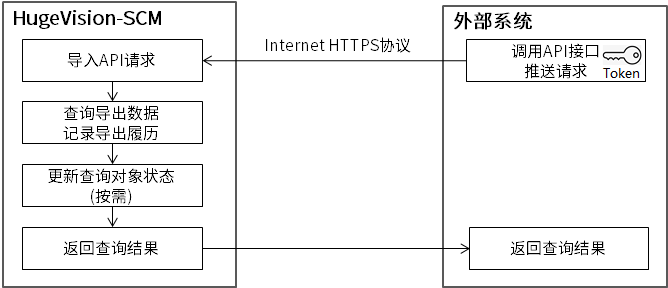 HugeVision-SCM
外部系统
Internet HTTPS协议
导入API请求
调用API接口
推送请求
Token
查询导出数据
记录导出履历
更新查询对象状态
(按需)
返回查询结果
返回查询结果